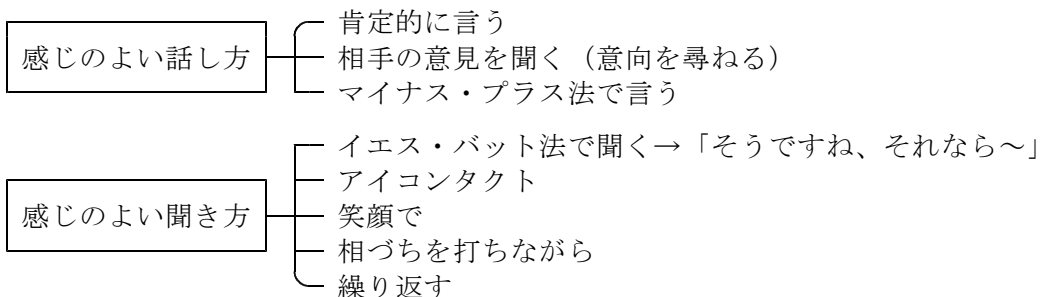 感じのよい話し方
肯定的に言う
相手の意見を聞く（意向を尋ねる）
マイナス・プラス法で言う
感じのよい聞き方
イエス・バット法で聞く→「そうですね、それなら～」
アイコンタクト
笑顔で
相づちを打ちながら
繰り返す